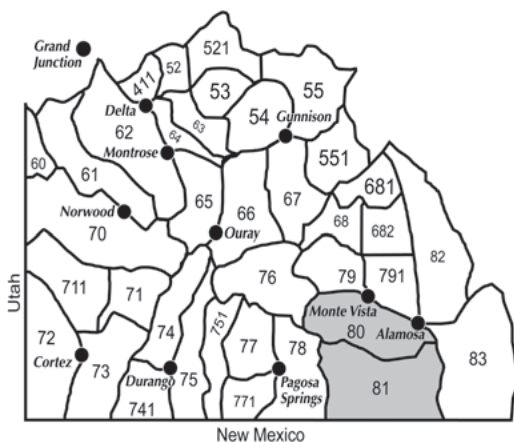 Grand
Junction
521
52
411
53
55
54
Gunnison
Delta
62
64
63
Montrose
551
60
61
681
65
66
67
68
682
Norwood
70
Ouray
82
76
79
791
711
71
Utah
Monte Vista
751
72
74
77
78
80
Alamosa
83
Cortez
73
Durango
75
Pagosa
Springs
81
741
771
New Mexico